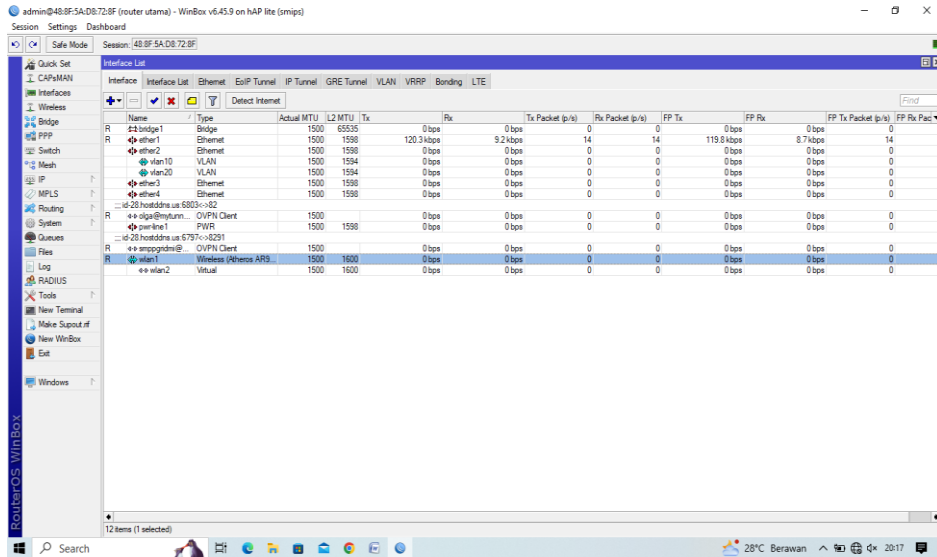 admin@48:8F:5A:D8:72:8F (router utama) - WinBox v6.45.9 on hAP lite (smips)
Session Settings Dashboard
Safe Mode Session: 48:8F:5A:D8:72:8F
Quick Set
CAPsMAN
Interfaces
Wireless
Bridge
PPP
Switch
Mesh
IP
MPLS
Routing
System
Queues
Files
Log
RADIUS
Tools
New Terminal
Make Supout.rif
New WinBox
Exit
Windows
RouterOS WinBox
Interface List
Interface Interface List Ethernet EoIP Tunnel IP Tunnel GRE Tunnel VLAN VRRP Bonding LTE
Detect Internet Find
Name Type Actual MTU L2 MTU Tx Rx Tx Packet (p/s) Rx Packet (p/s) FP Tx FP Rx FP Tx Packet (p/s) FP Rx Pac
R bridge1 Bridge 1500 65535 0 bps 0 bps 0 0 0 bps 0 bps 0
R ether1 Ethernet 1500 1598 120.3 kbps 9.2 kbps 14 14 119.8 kbps 8.7 kbps 14
ether2 Ethernet 1500 1598 0 bps 0 bps 0 0 0 bps 0 bps 0
vlan10 VLAN 1500 1594 0 bps 0 bps 0 0 0 bps 0 bps 0
vlan20 VLAN 1500 1594 0 bps 0 bps 0 0 0 bps 0 bps 0
ether3 Ethernet 1500 1598 0 bps 0 bps 0 0 0 bps 0 bps 0
ether4 Ethernet 1500 1598 0 bps 0 bps 0 0 0 bps 0 bps 0
;;; id-28.hostddns.us:6803<->82
R olga@mytunn... OVPN Client 1500 0 bps 0 bps 0 0 0 bps 0 bps 0
pwr-line1 PWR 1500 1598 0 bps 0 bps 0 0 0 bps 0 bps 0
;;; id-28.hostddns.us:6797<->8291
R smppgridmi@... OVPN Client 1500 0 bps 0 bps 0 0 0 bps 0 bps 0
R wlan1 Wireless (Atheros AR9... 1500 1600 0 bps 0 bps 0 0 0 bps 0 bps 0
wlan2 Virtual 1500 1600 0 bps 0 bps 0 0 0 bps 0 bps 0
12 items (1 selected)
Search 28°C Berawan 20:17